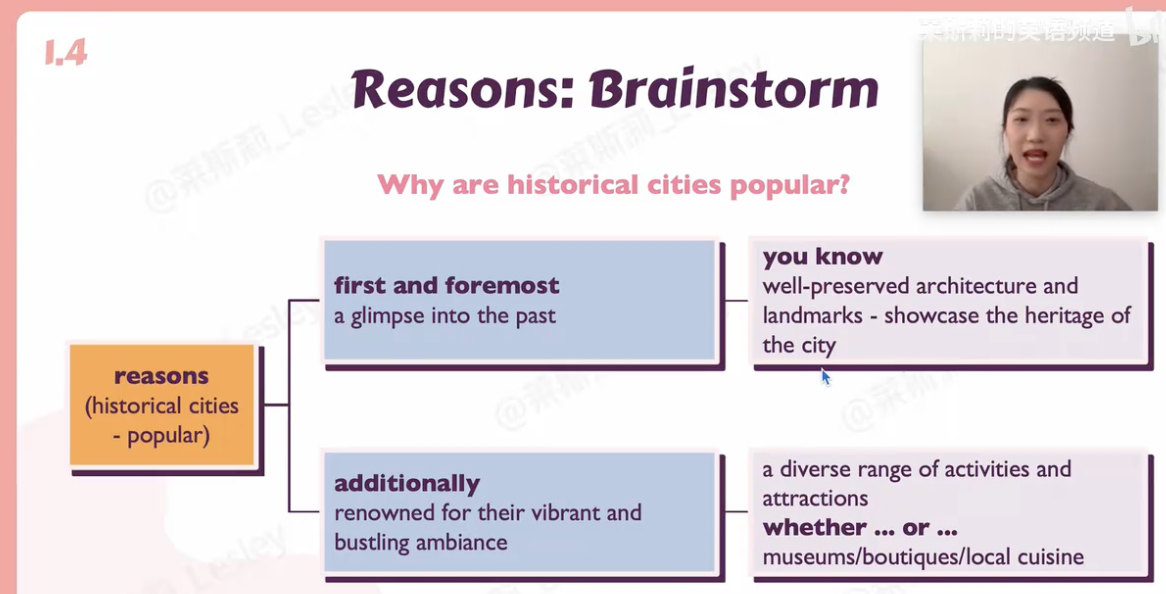 1.4
莱斯莉的英语频道
Reasons: Brainstorm
Why are historical cities popular?
first and foremost
a glimpse into the past
you know
well-preserved architecture and
landmarks - showcase the heritage of
the city
reasons
(historical cities
- popular)
additionally
renowned for their vibrant and
bustling ambiance
a diverse range of activities and
attractions
whether ... or ...
museums/boutiques/local cuisine
@莱斯莉_Lesley